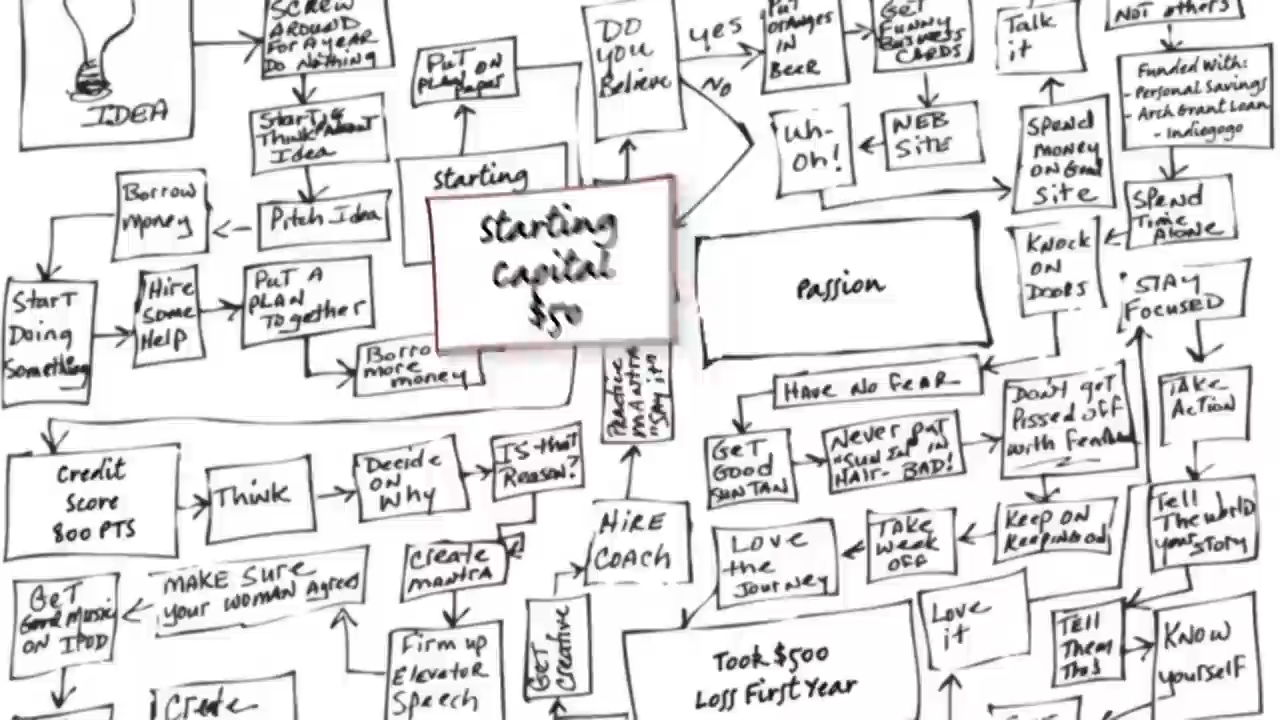 SCREW
AROUND
FOR A YEAR
DO NOTHING
IDEA
START TO
Think About
Idea
Pitch Idea
Borrow
money
START
Doing
Something
Hire
Some
Help
PUT A
PLAN
Together
Borro
more
money
PUT ON
PLAN
Paper
starting
starting
capital
$50
DO
you
Believe
yes
No
PUT
ORANGES
IN
BEER
GET
FUNNY
BUSINESS
CARDS
WEB
SITE
Uh-
oh!
SPEND
MONEY
ON Good
Site
Talk
it
NOT others
Funded With:
- Personal Savings
- Arch Grant Loan
- Indiegogo
SPEND
Time
ALONE
KNOCK
ON
DOORS
Passion
HAVE NO FEAR
GET
GOOD
SUN TAN
Never put
"SUN IN" IN
HAIR - BAD!
Don't get
Pissed off
with Feedback
Keep ON
Keeping on
TAKE
week
OFF
Love
the
Journey
Took $500
Loss First Year
STAY
FOCUSED
TAKE
ACTION
Tell
The world
your story
TELL
Them
This
KNOW
yourself
Love
it
Credit
Score
800 PTS
Think
Decide
ON
Why
IS that
Reason?
Create
mantra
Firm up
Elevator
Speech
MAKE SURE
your WOMAN Agrees
GET
Good Music
ON IPOD
Create
GET
Creative
HIRE
COACH
Practice
MANTRA
"SAY it"